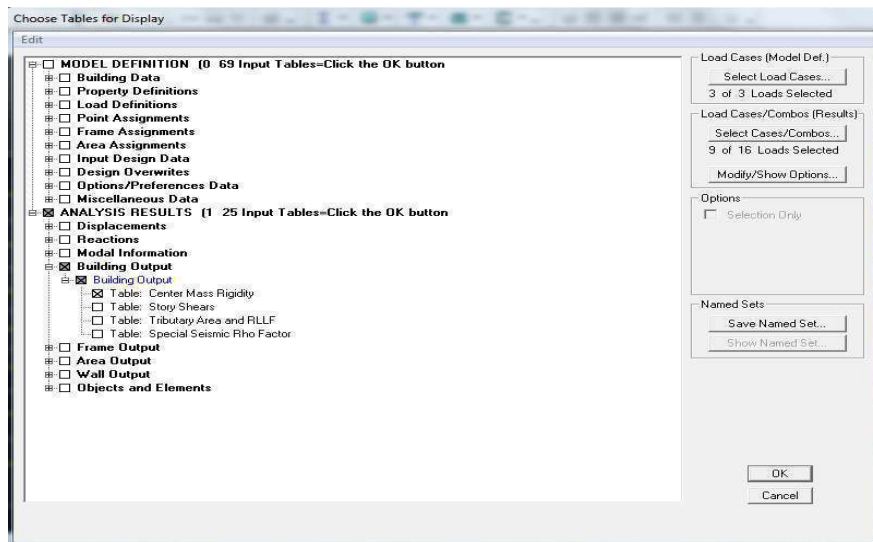 Choose Tables for Display
Edit
MODEL DEFINITION (0 69 Input Tables=Click the OK button
Building Data
Property Definitions
Load Definitions
Point Assignments
Frame Assignments
Area Assignments
Input Design Data
Design Overwrites
Options/Preferences Data
Miscellaneous Data
ANALYSIS RESULTS (1 25 Input Tables=Click the OK button
Displacements
Reactions
Modal Information
Building Output
Building Output
Table: Center Mass Rigidity
Table: Story Shears
Table: Tributary Area and RLLF
Table: Special Seismic Rho Factor
Frame Output
Area Output
Wall Output
Objects and Elements
Load Cases (Model Def.)
Select Load Cases...
3 of 3 Loads Selected
Load Cases/Combos (Results)
Select Cases/Combos...
9 of 16 Loads Selected
Modify/Show Options...
Options
Selection Only
Named Sets
Save Named Set...
Show Named Set...
OK
Cancel